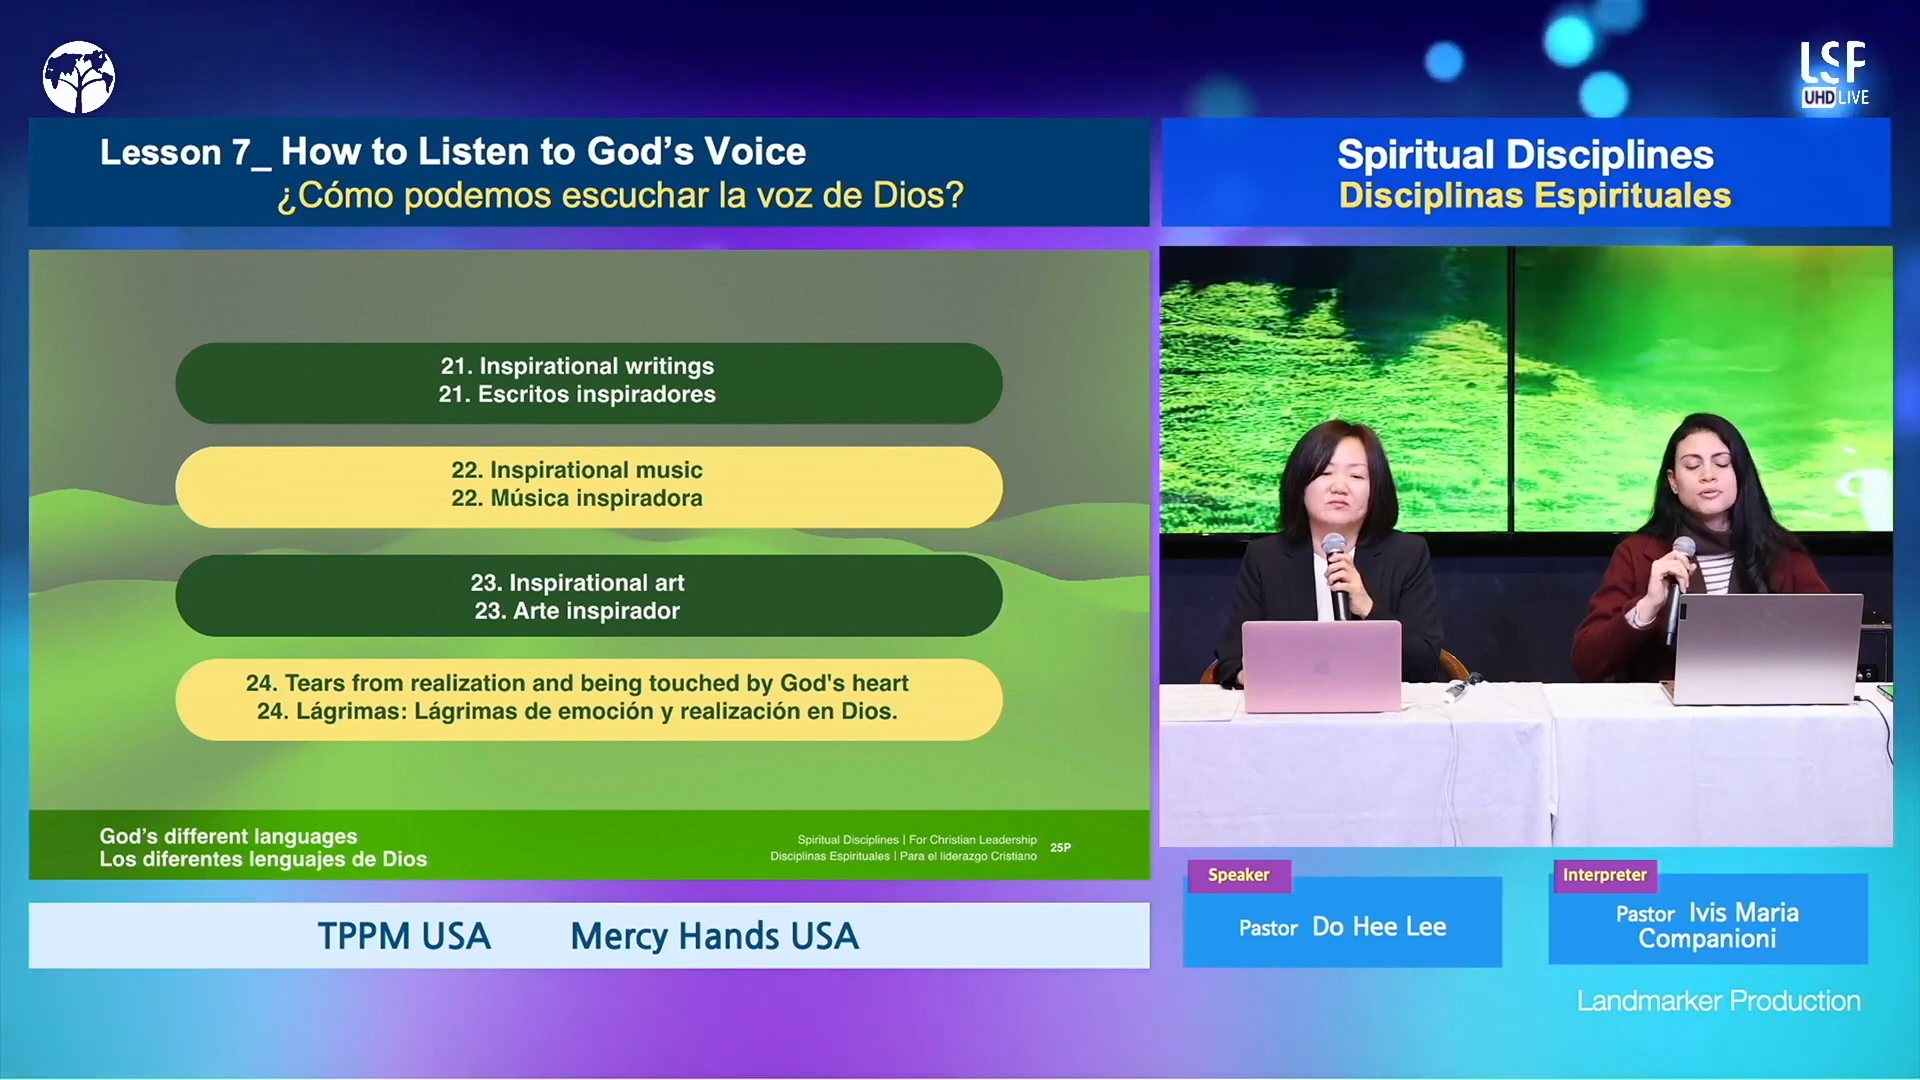 LSF
UHD LIVE
Lesson 7_ How to Listen to God's Voice
¿Cómo podemos escuchar la voz de Dios?
Spiritual Disciplines
Disciplinas Espirituales
21. Inspirational writings
21. Escritos inspiradores
22. Inspirational music
22. Música inspiradora
23. Inspirational art
23. Arte inspirador
24. Tears from realization and being touched by God's heart
24. Lágrimas: Lágrimas de emoción y realización en Dios.
God's different languages
Los diferentes lenguajes de Dios
Spiritual Disciplines | For Christian Leadership
Disciplinas Espirituales | Para el liderazgo Cristiano
25P
TPPM USA Mercy Hands USA
Speaker
Pastor Do Hee Lee
Interpreter
Pastor Ivis Maria
Companioni
Landmarker Production